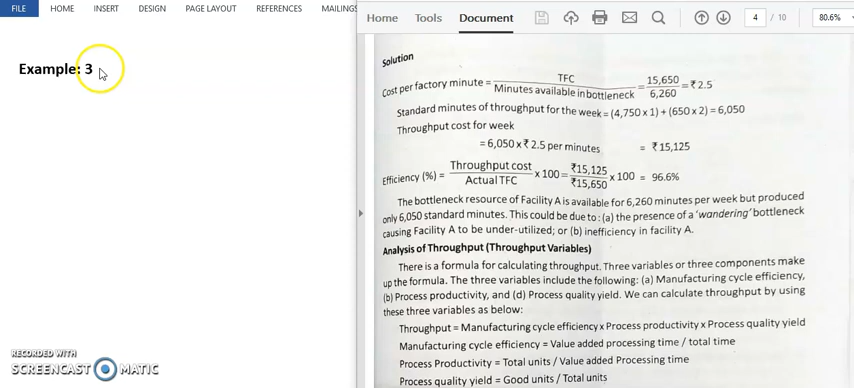 FILE HOME INSERT DESIGN PAGE LAYOUT REFERENCES MAILING
Example: 3
RECORDED WITH
SCREENCAST MATIC
Home Tools Document 4 / 10 80.6%
Solution
Cost per factory minute = TFC / Minutes available in bottleneck = 15,650 / 6,260 = ₹ 2.5
Standard minutes of throughput for the week = (4,750 x 1) + (650 x 2) = 6,050
Throughput cost for week
= 6,050 x ₹ 2.5 per minutes = ₹ 15,125
Efficiency (%) = Throughput cost / Actual TFC x 100 = ₹15,125 / ₹15,650 x 100 = 96.6%
The bottleneck resource of Facility A is available for 6,260 minutes per week but produced
only 6,050 standard minutes. This could be due to : (a) the presence of a 'wandering' bottleneck
causing Facility A to be under-utilized; or (b) inefficiency in facility A.
Analysis of Throughput (Throughput Variables)
There is a formula for calculating throughput. Three variables or three components make
up the formula. The three variables include the following: (a) Manufacturing cycle efficiency,
(b) Process productivity, and (d) Process quality yield. We can calculate throughput by using
these three variables as below:
Throughput = Manufacturing cycle efficiency x Process productivity x Process quality yield
Manufacturing cycle efficiency = Value added processing time / total time
Process Productivity = Total units / Value added Processing time
Process quality yield = Good units / Total units